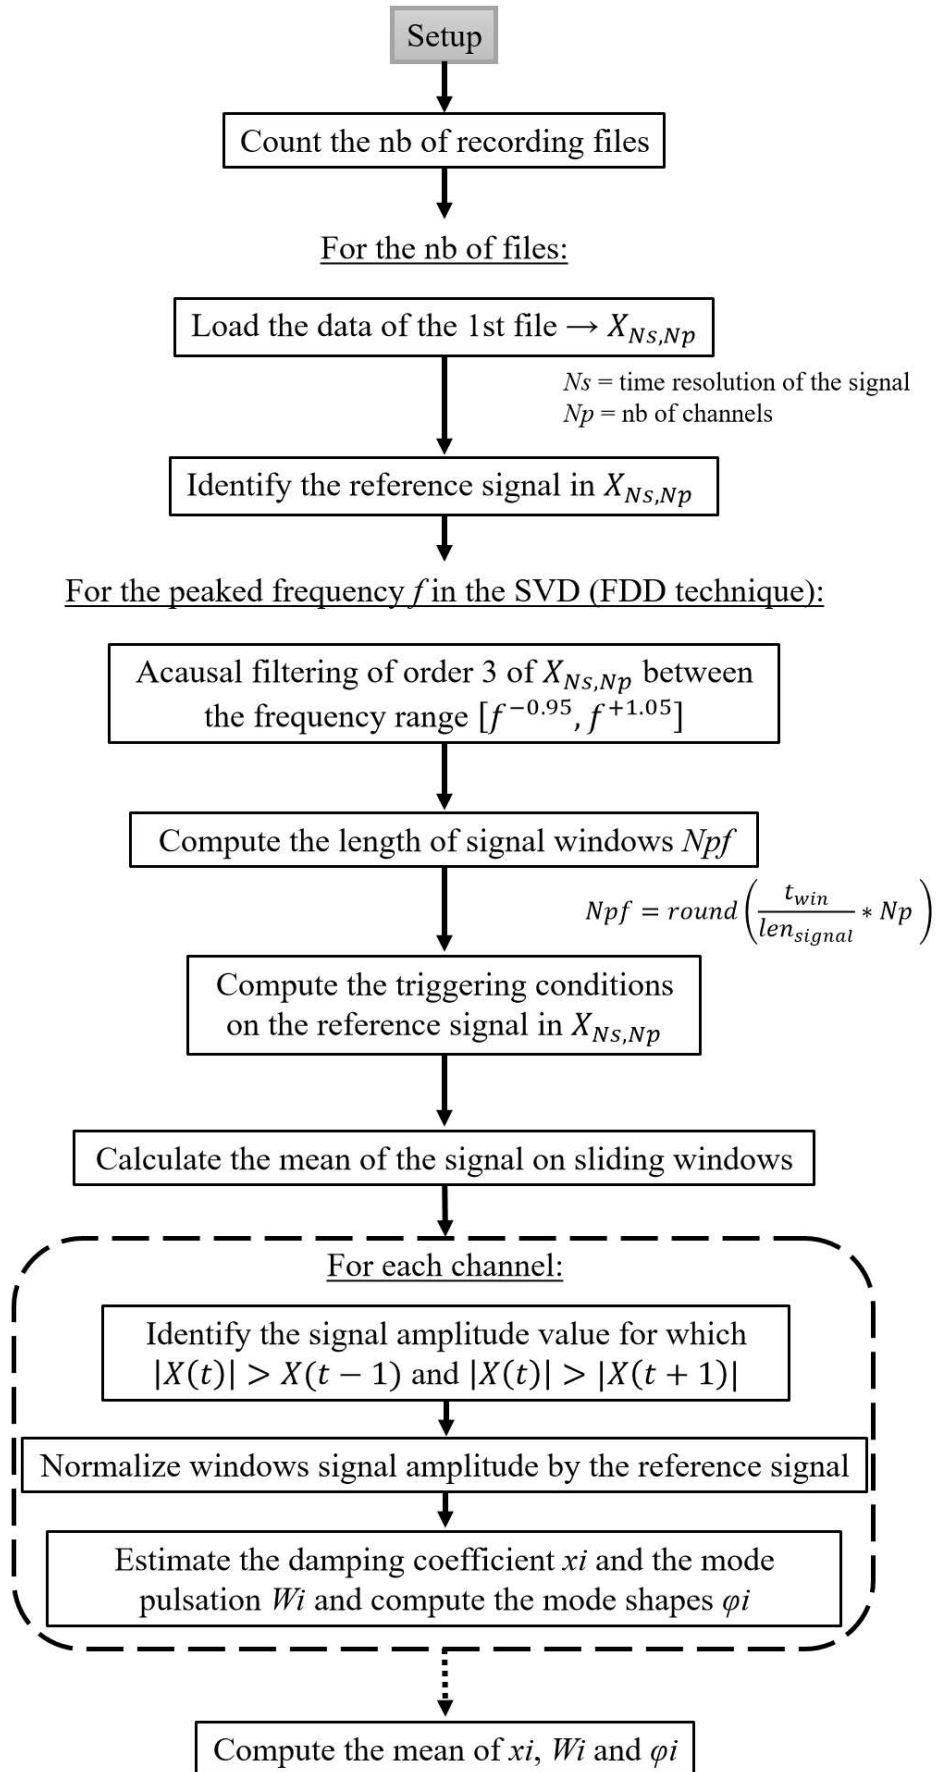 Setup
Count the nb of recording files
For the nb of files:
Load the data of the 1st file → X_{Ns,Np}
Ns = time resolution of the signal
Np = nb of channels
Identify the reference signal in X_{Ns,Np}
For the peaked frequency f in the SVD (FDD technique):
Acausal filtering of order 3 of X_{Ns,Np} between
the frequency range [f^{-0.95}, f^{+1.05}]
Compute the length of signal windows Npf
Npf = round(\frac{t_{win}}{len_{signal}} * Np)
Compute the triggering conditions
on the reference signal in X_{Ns,Np}
Calculate the mean of the signal on sliding windows
For each channel:
Identify the signal amplitude value for which
|X(t)| > X(t − 1) and |X(t)| > |X(t + 1)|
Normalize windows signal amplitude by the reference signal
Estimate the damping coefficient xi and the mode
pulsation Wi and compute the mode shapes φi
Compute the mean of xi, Wi and φi